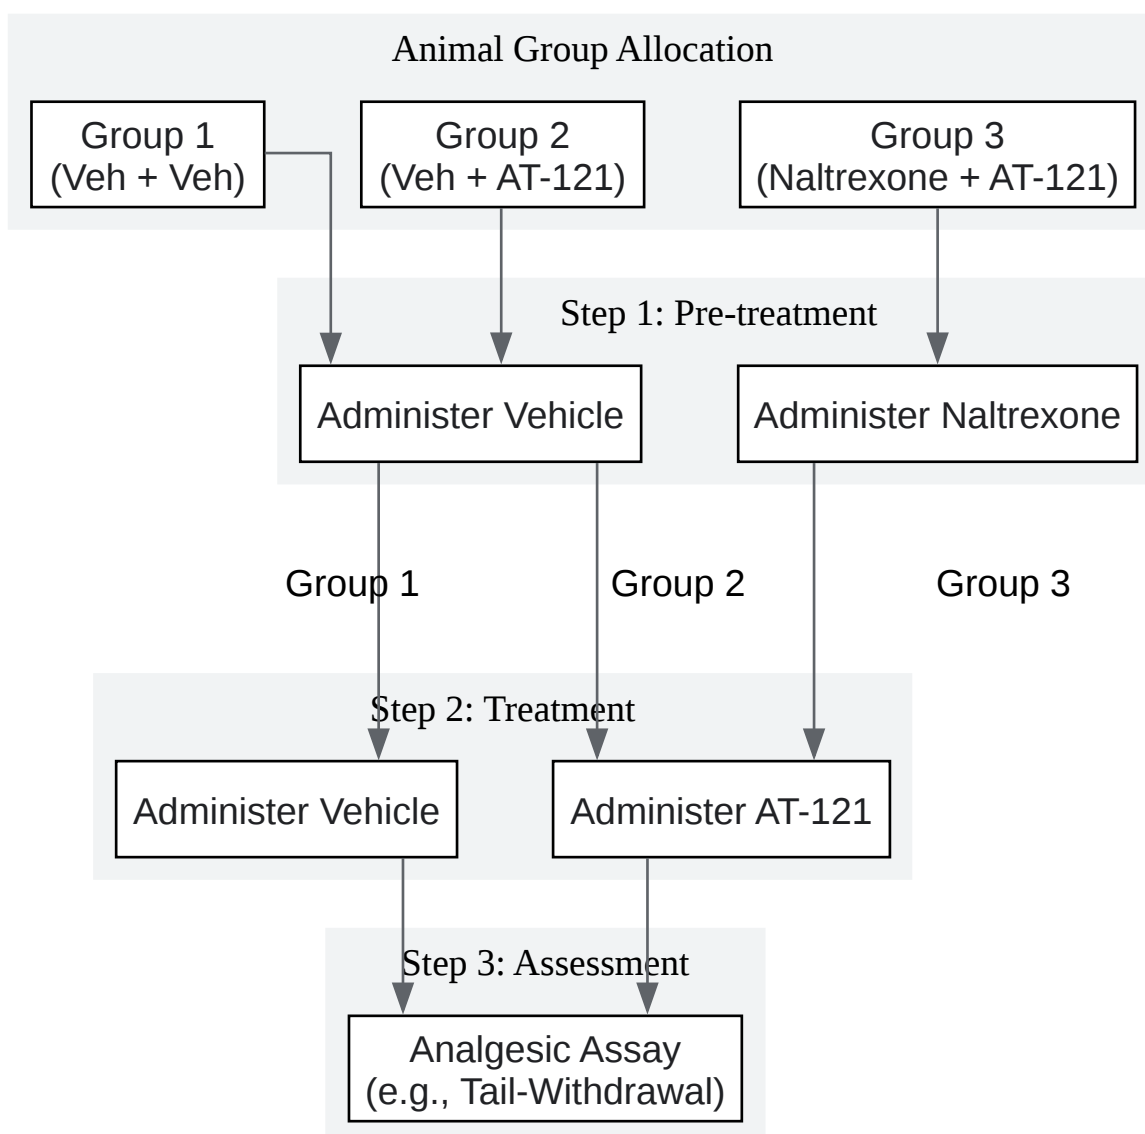 Animal Group Allocation
Group 1
(Veh + Veh)
Group 2
(Veh + AT-121)
Group 3
(Naltrexone + AT-121)
Step 1: Pre-treatment
Administer Vehicle
Administer Naltrexone
Group 1
Group 2
Group 3
Step 2: Treatment
Administer Vehicle
Administer AT-121
Step 3: Assessment
Analgesic Assay
(e.g., Tail-Withdrawal)